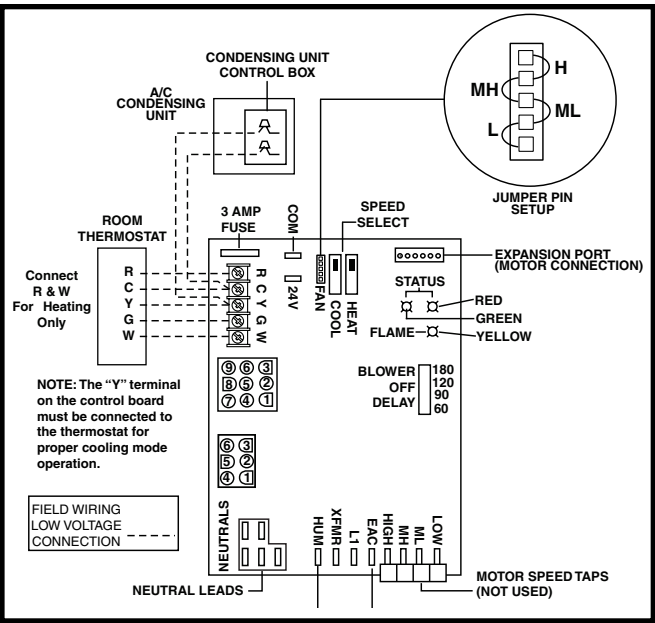 CONDENSING UNIT
CONTROL BOX
A/C
CONDENSING
UNIT
H
MH
ML
L
JUMPER PIN
SETUP
ROOM
THERMOSTAT
3 AMP
FUSE
COM
SPEED
SELECT
Connect
R & W
For Heating
Only
R
C
Y
G
W
R
C
Y
G
W
24V
FAN
COOL
HEAT
EXPANSION PORT
(MOTOR CONNECTION)
STATUS
RED
GREEN
FLAME
YELLOW
BLOWER
OFF
DELAY
180
120
90
60
NOTE: The “Y” terminal
on the control board
must be connected to
the thermostat for
proper cooling mode
operation.
9 6 3
8 5 2
7 4 1
6 3
5 2
4 1
FIELD WIRING
LOW VOLTAGE
CONNECTION
NEUTRALS
HUM
XFMR
L1
EAC
HIGH
MH
ML
LOW
NEUTRAL LEADS
MOTOR SPEED TAPS
(NOT USED)